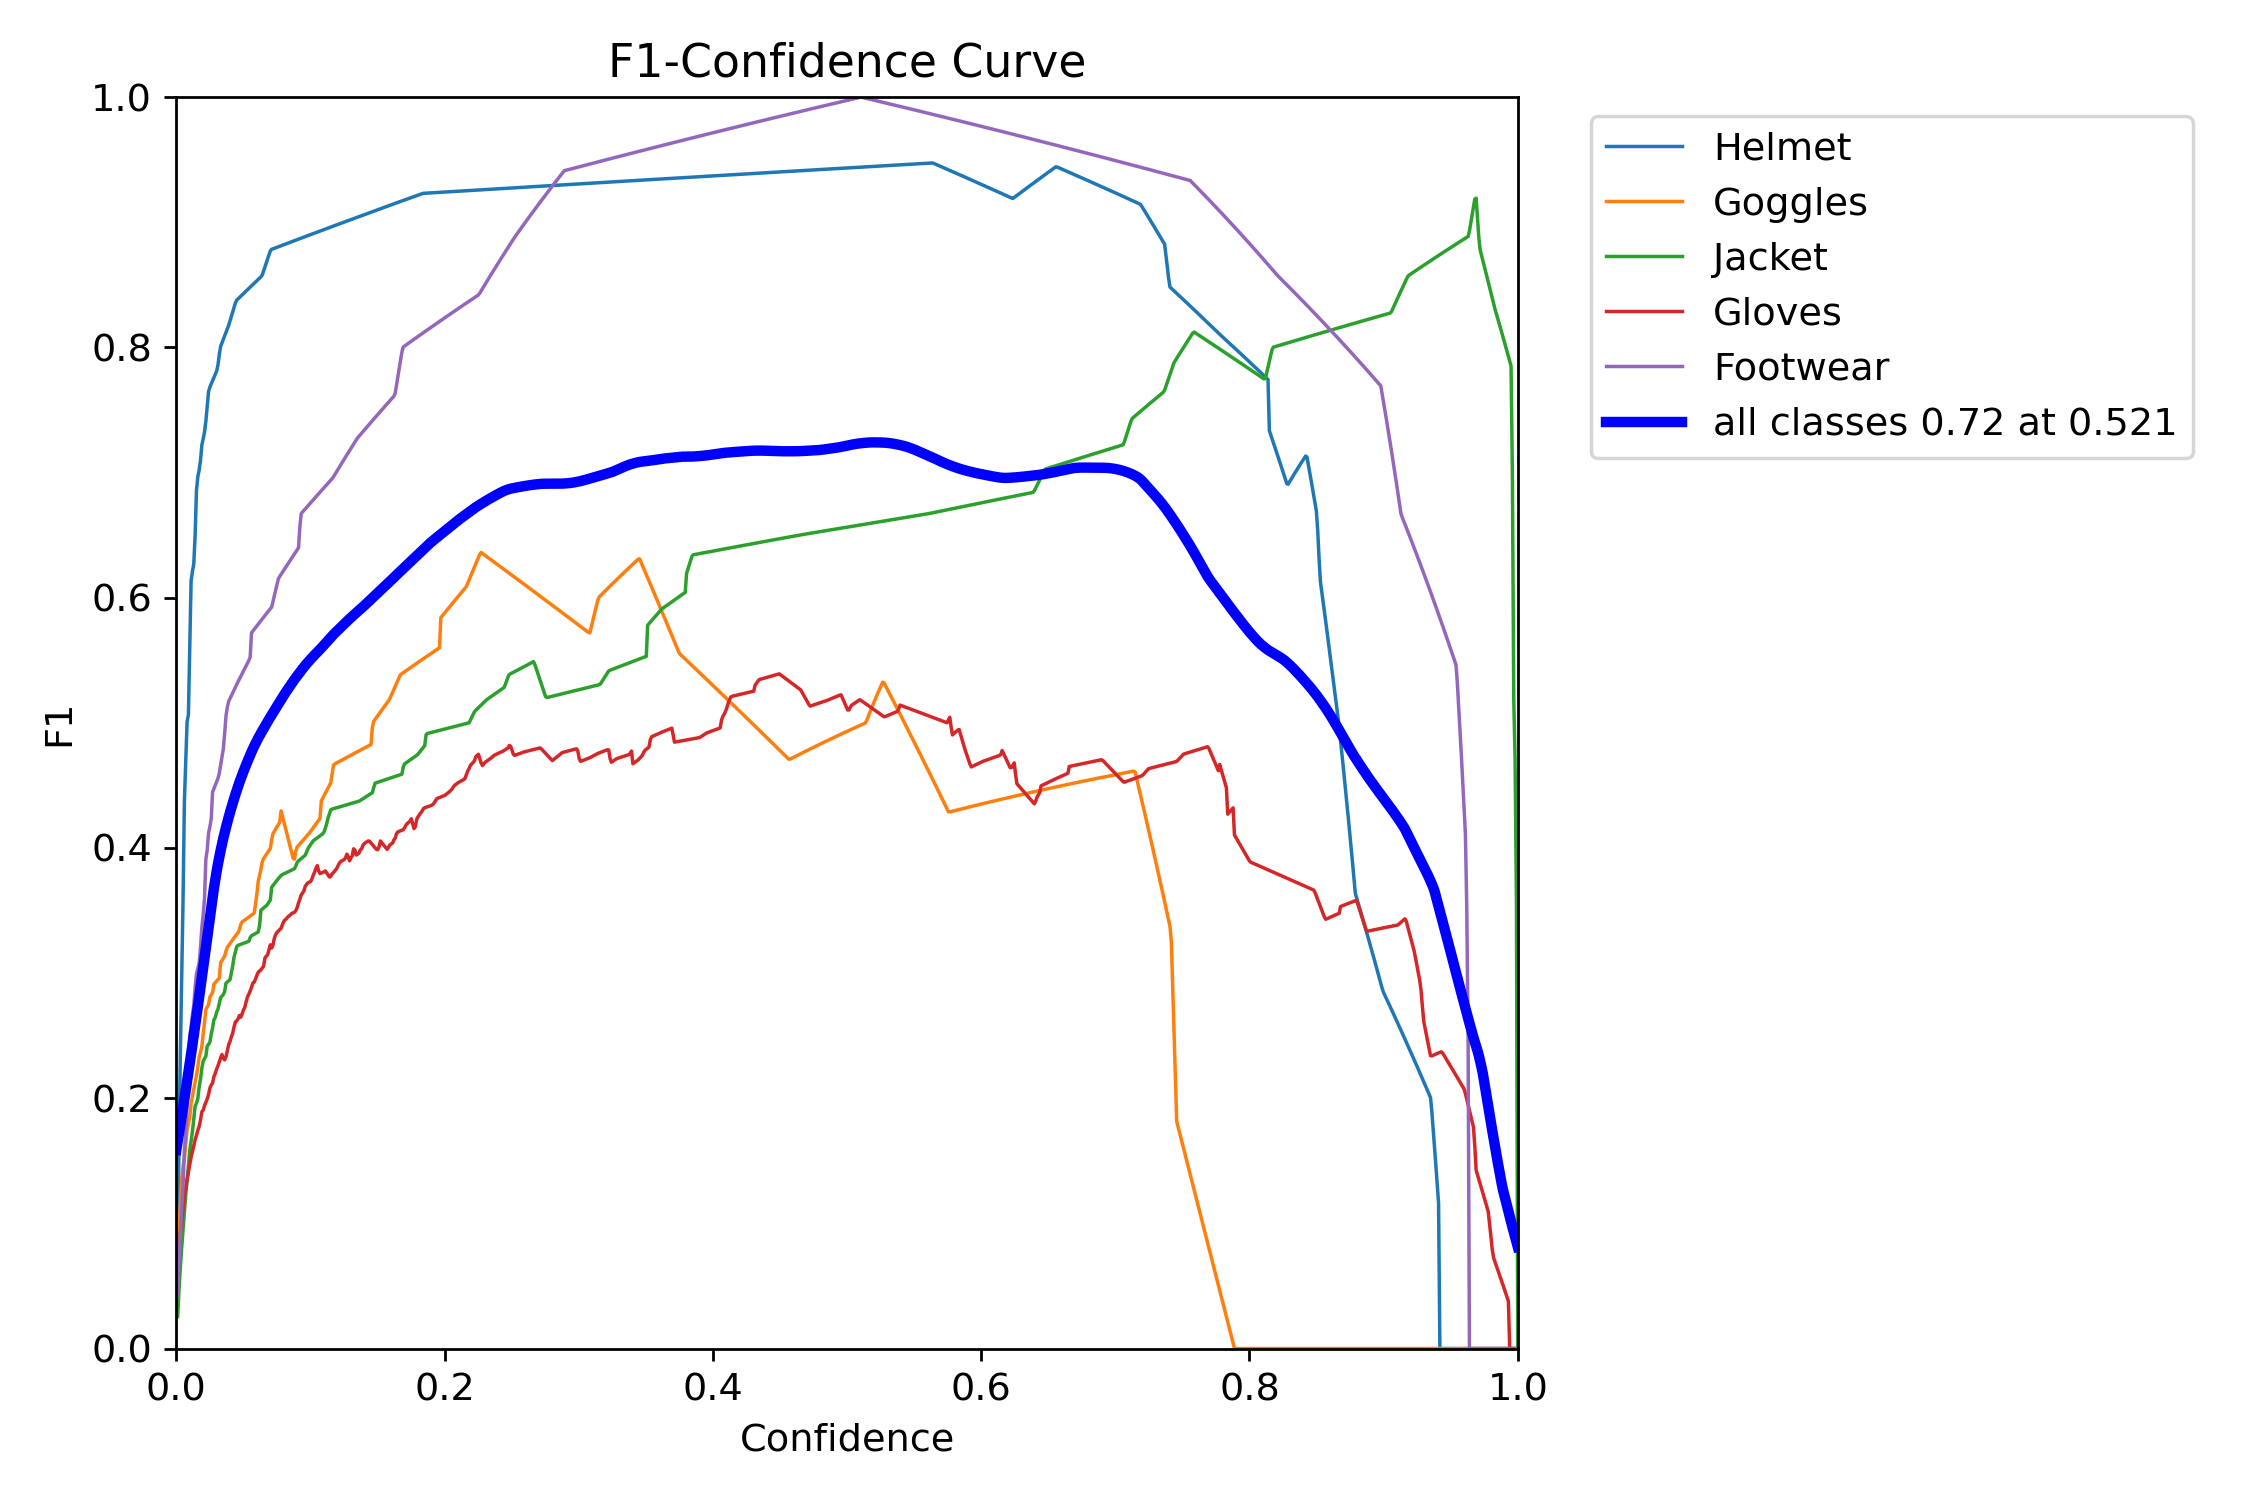 F1-Confidence Curve
1.0
0.8
0.6
0.4
0.2
0.0
F1
0.0 0.2 0.4 0.6 0.8 1.0
Confidence
Helmet
Goggles
Jacket
Gloves
Footwear
all classes 0.72 at 0.521